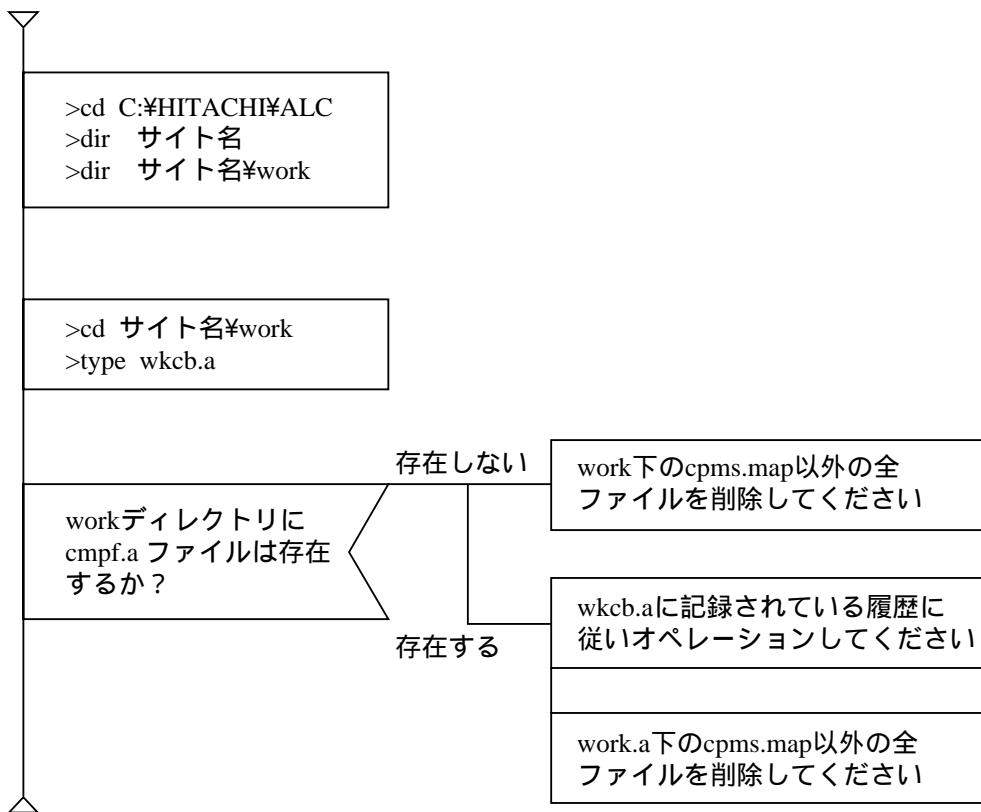 >cd C:¥HITACHI¥ALC
>dir サイト名
>dir サイト名¥work
>cd サイト名¥work
>type wkcb.a
workディレクトリに
cmpf.a ファイルは存在
するか？
存在しない
work下のcpms.map以外の全
ファイルを削除してください
存在する
wkcb.aに記録されている履歴に
従いオペレーションしてください
work.a下のcpms.map以外の全
ファイルを削除してください